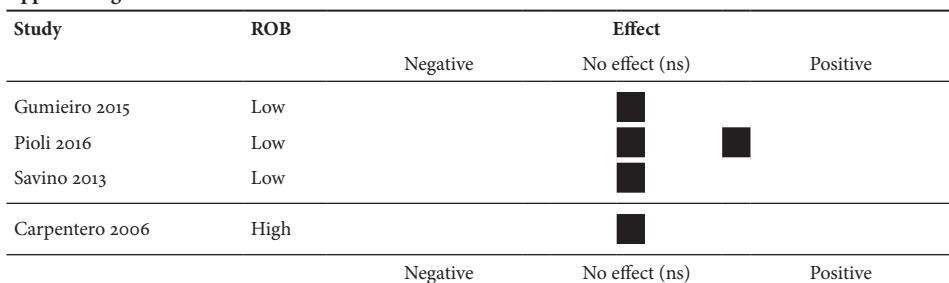 Study ROB Effect
Negative No effect (ns) Positive
Gumieiro 2015 Low
Pioli 2016 Low
Savino 2013 Low
Carpentero 2006 High
Negative No effect (ns) Positive